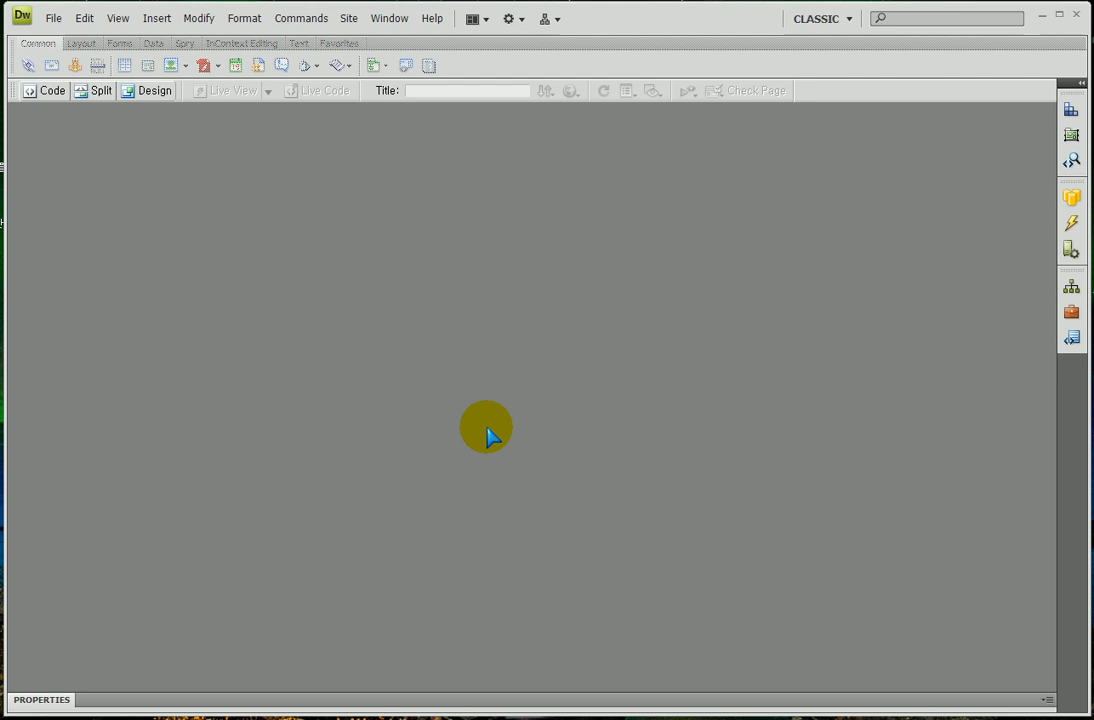 Dw File Edit View Insert Modify Format Commands Site Window Help CLASSIC
Common Layout Forms Data Spry InContext Editing Text Favorites
Code Split Design Live View Live Code Title: Check Page
PROPERTIES